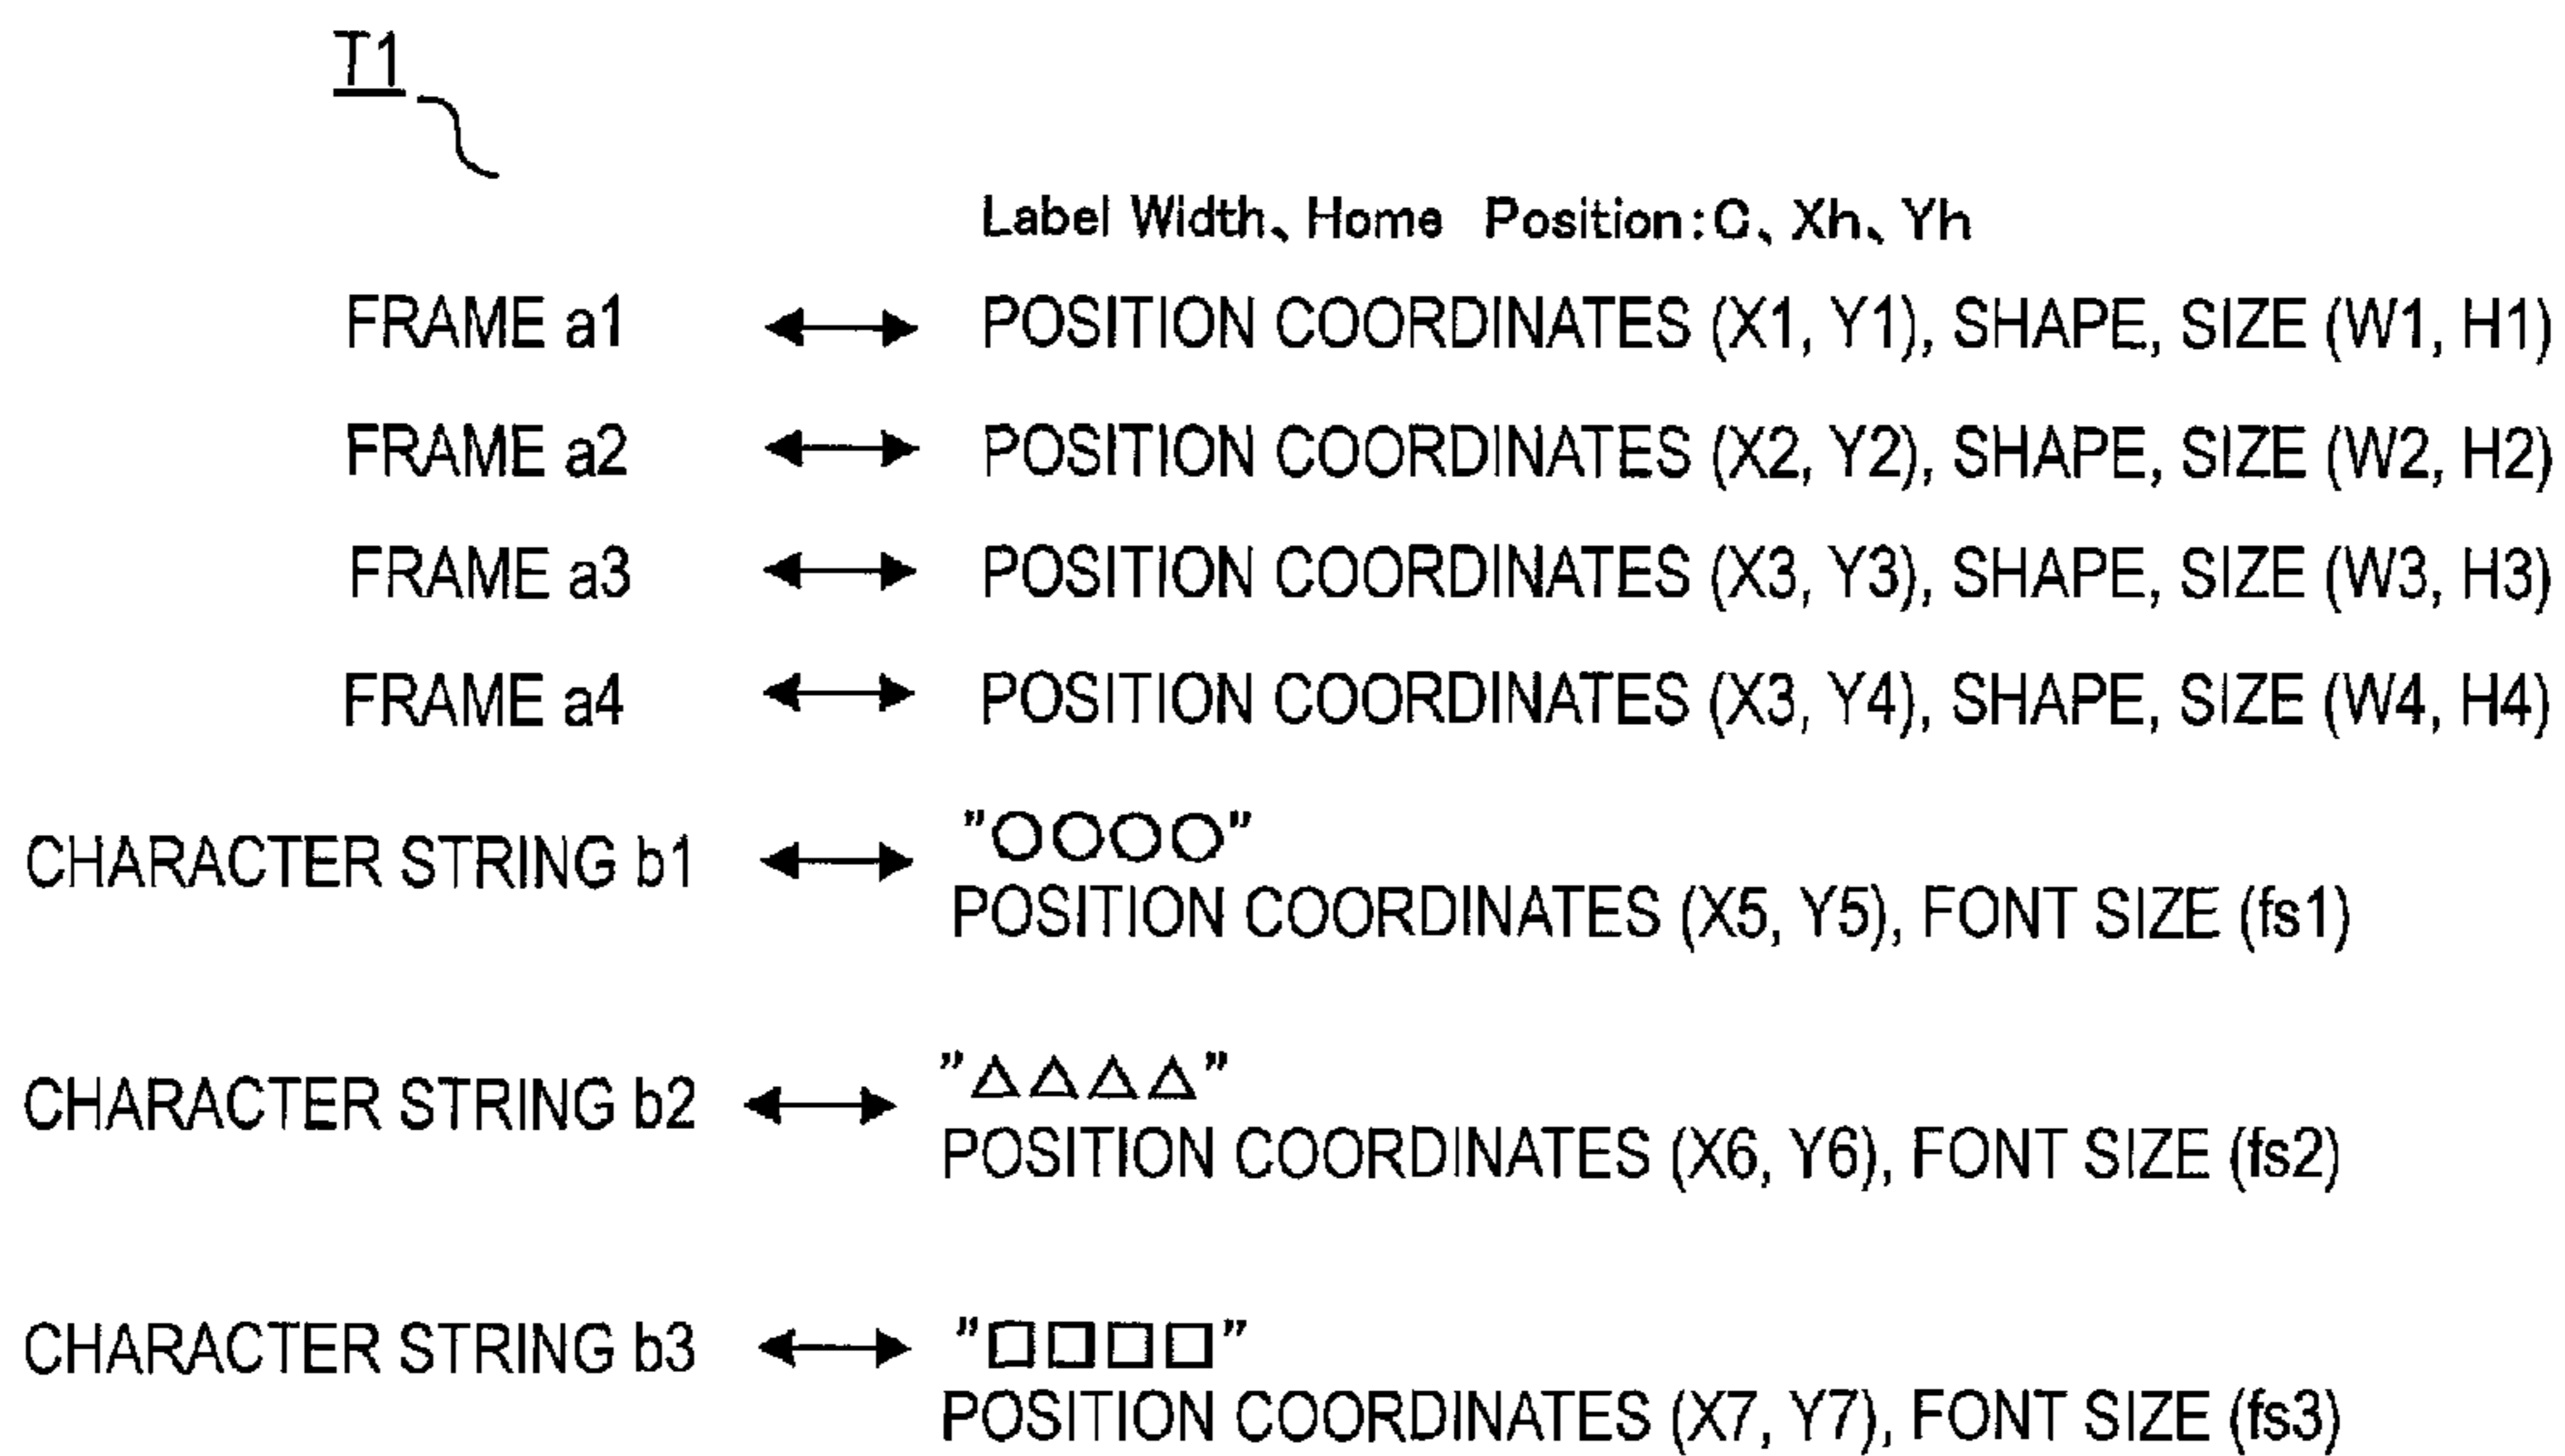 T1
Label Width、Home Position:C、Xh、Yh
FRAME a1 ↔ POSITION COORDINATES (X1, Y1), SHAPE, SIZE (W1, H1)
FRAME a2 ↔ POSITION COORDINATES (X2, Y2), SHAPE, SIZE (W2, H2)
FRAME a3 ↔ POSITION COORDINATES (X3, Y3), SHAPE, SIZE (W3, H3)
FRAME a4 ↔ POSITION COORDINATES (X3, Y4), SHAPE, SIZE (W4, H4)
CHARACTER STRING b1 ↔ "○○○○"
POSITION COORDINATES (X5, Y5), FONT SIZE (fs1)
CHARACTER STRING b2 ↔ "△△△△"
POSITION COORDINATES (X6, Y6), FONT SIZE (fs2)
CHARACTER STRING b3 ↔ "□□□□"
POSITION COORDINATES (X7, Y7), FONT SIZE (fs3)